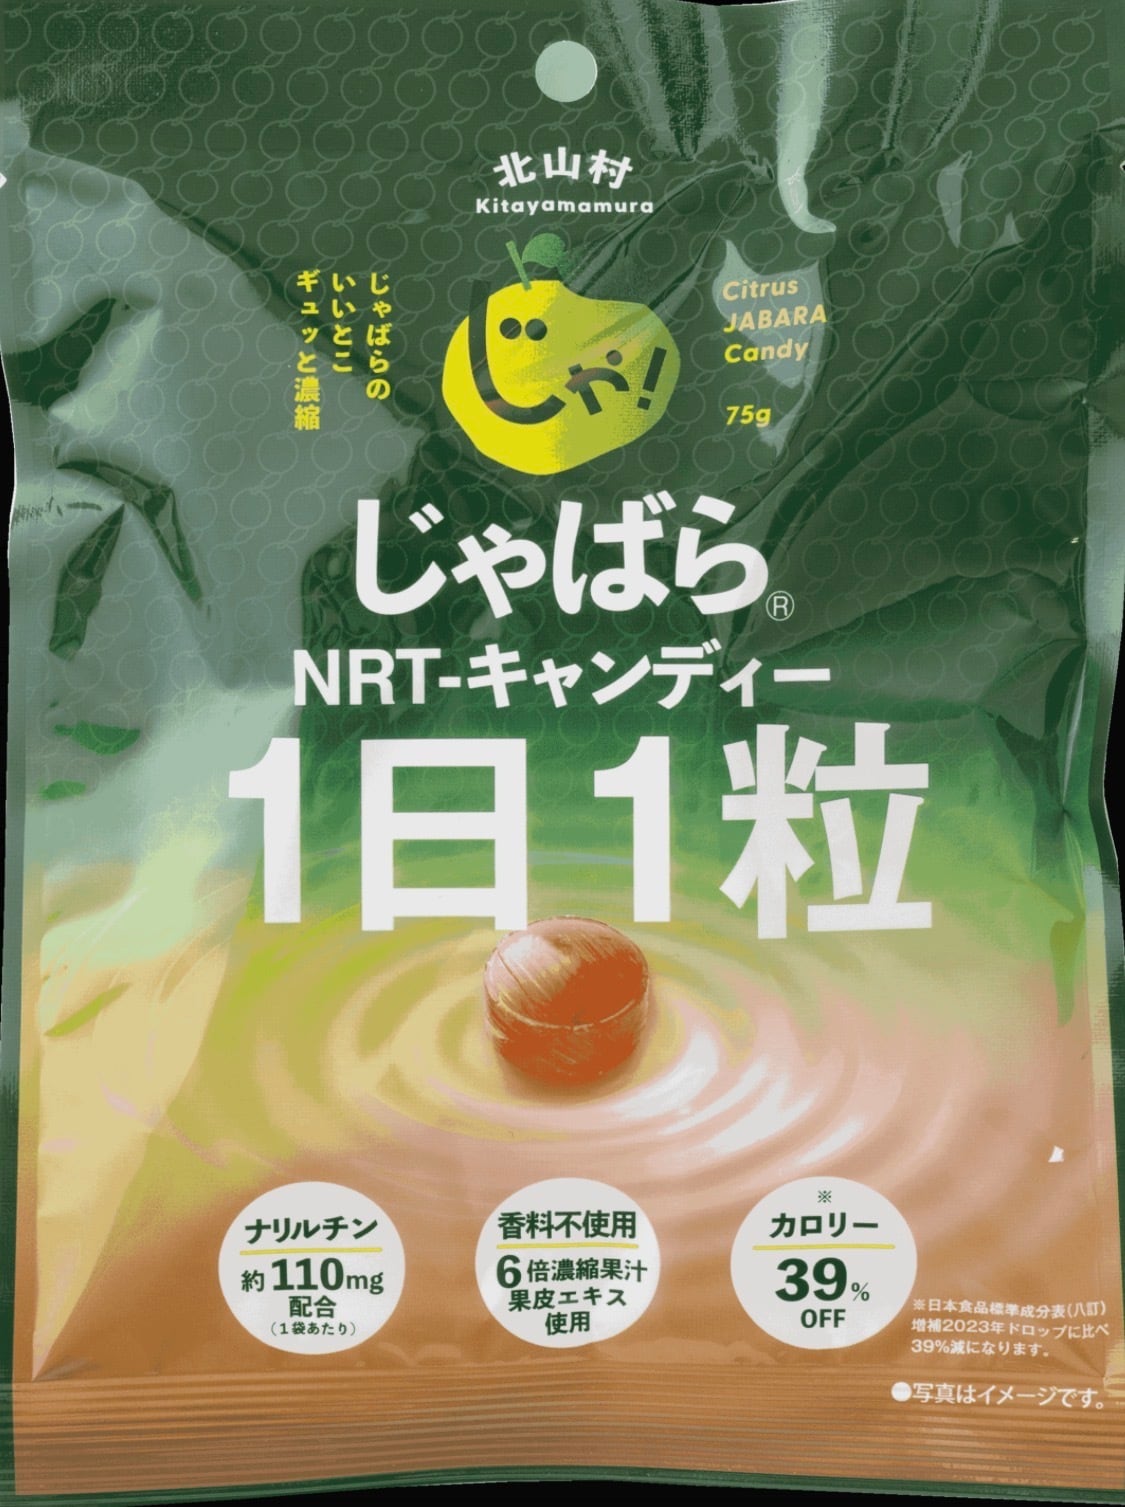 北山村
Kitayamamura
じゃばらの
いいとこ
ギュッと濃縮
じゃ!
Citrus
JABARA
Candy
75g
じゃばら®
NRT-キャンディー
1日1粒
ナリルチン
約110mg
配合
(1袋あたり)
香料不使用
6倍濃縮果汁
果皮エキス
使用
※
カロリー
39%
OFF
※日本食品標準成分表(八訂)
増補2023年ドロップに比べ
39%減になります。
●写真はイメージです。